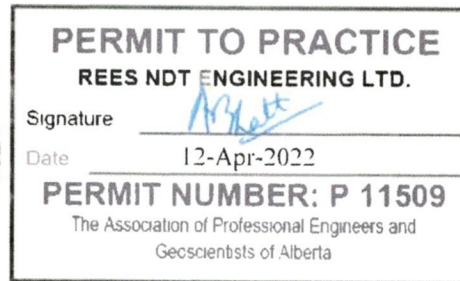 PERMIT TO PRACTICE
REES NDT ENGINEERING LTD.
Signature ABhatt
Date 12-Apr-2022
PERMIT NUMBER: P 11509
The Association of Professional Engineers and
Geoscientists of Alberta